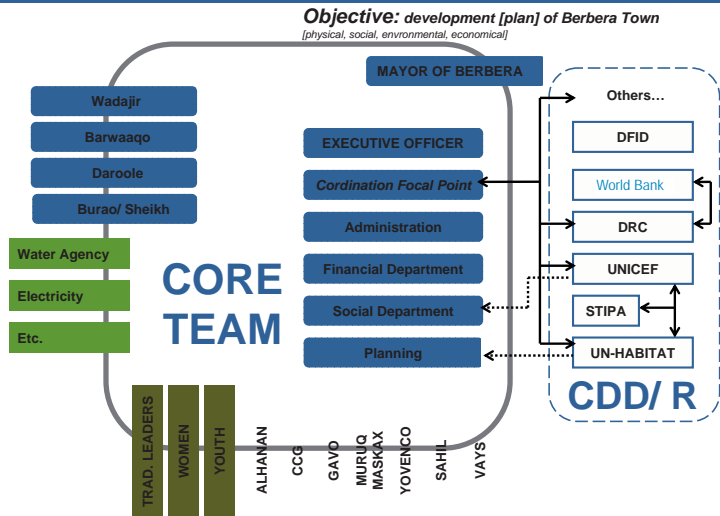 Objective: development [plan] of Berbera Town
[physical, social, envronmental, economical]
MAYOR OF BERBERA
Wadajir
Barwaaqo
Daroole
Burao/ Sheikh
Water Agency
Electricity
Etc.
CORE
TEAM
EXECUTIVE OFFICER
Cordination Focal Point
Administration
Financial Department
Social Department
Planning
Others...
DFID
World Bank
DRC
UNICEF
STIPA
UN-HABITAT
CDD/ R
TRAD. LEADERS
WOMEN
YOUTH
ALHANAN
CCG
GAVO
MURUQ
MASKAX
YOVENCO
SAHIL
VAYS